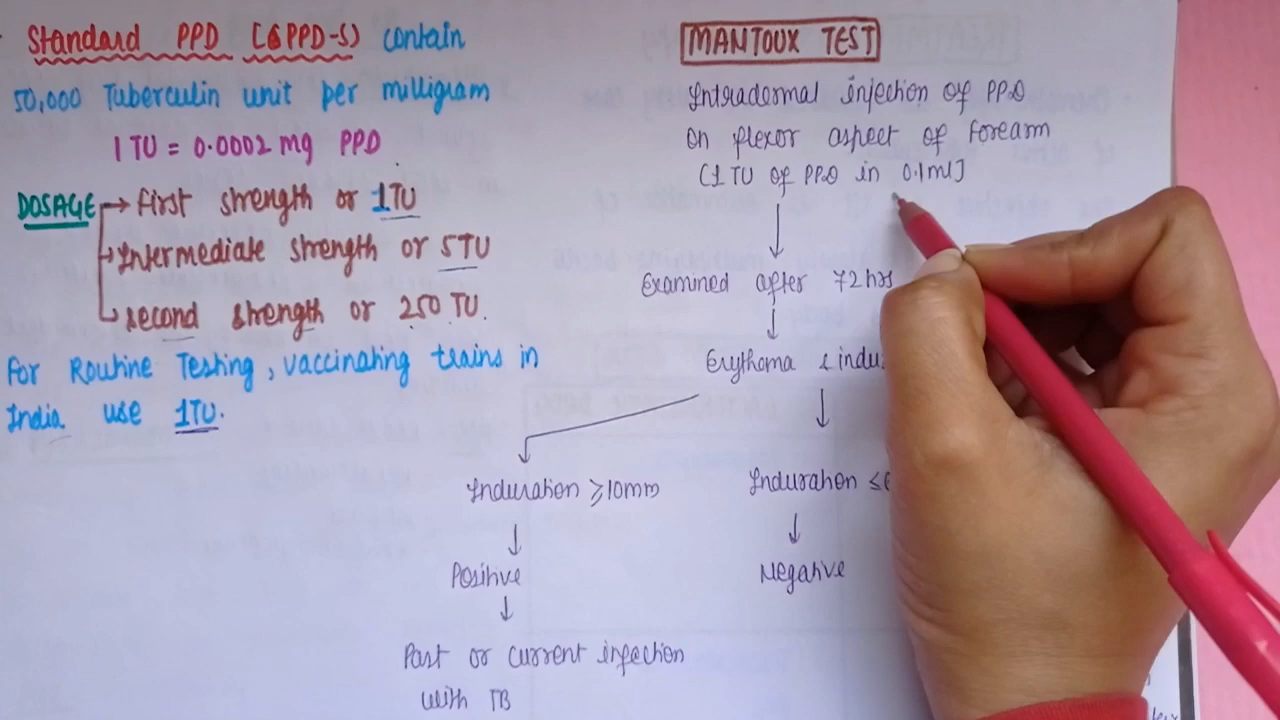 Standard PPD (PPD-S) contain
50,000 Tuberculin unit per milligram
1 TU = 0.0002 mg PPD
DOSAGE → First strength or 1TU
→ Intermediate strength or 5TU
→ second strength or 250 TU.
For Routine Testing, vaccinating trains in
India use 1TU.
MANTOUX TEST
Intradermal injection of PPD
on flexor aspect of forearm
[1 TU of PPD in 0.1ml]
Examined after 72 hrs
Erythema & indu
Induration ≥10mm
Positive
Past or current infection
with TB
Induration ≤
Negative